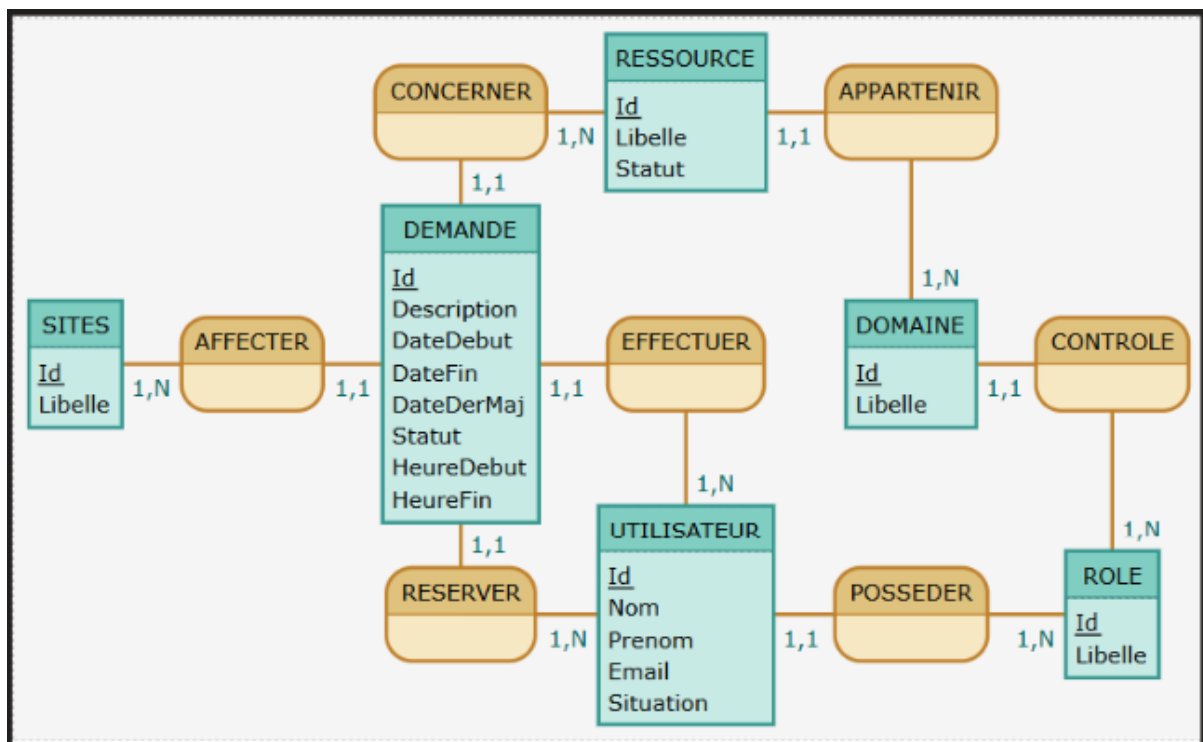 RESSOURCE
Id
Libelle
Statut
CONCERNER
1,N
1,1
APPARTENIR
1,1
1,N
DEMANDE
Id
Description
DateDebut
DateFin
DateDerMaj
Statut
HeureDebut
HeureFin
SITES
Id
Libelle
1,N
AFFECTER
1,1
1,1
EFFECTUER
1,N
DOMAINE
Id
Libelle
1,1
CONTROLE
1,N
1,1
RESERVER
1,N
UTILISATEUR
Id
Nom
Prenom
Email
Situation
1,1
POSSEDER
1,N
ROLE
Id
Libelle